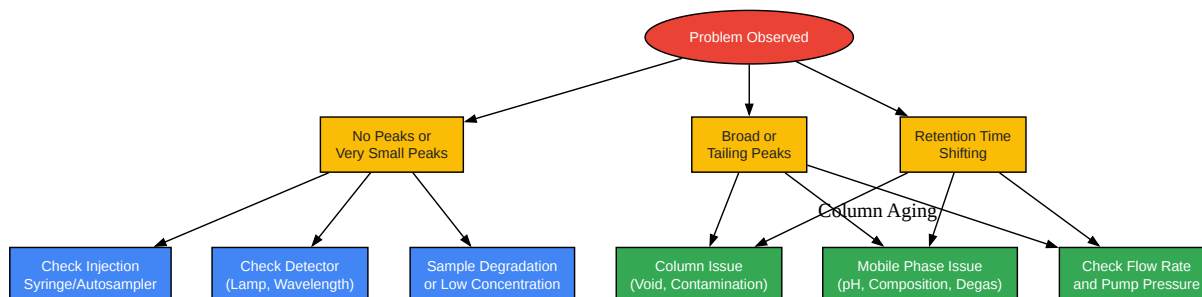 Problem Observed
No Peaks or
Very Small Peaks
Broad or
Tailing Peaks
Retention Time
Shifting
Column Aging
Check Injection
Syringe/Autosampler
Check Detector
(Lamp, Wavelength)
Sample Degradation
or Low Concentration
Column Issue
(Void, Contamination)
Mobile Phase Issue
(pH, Composition, Degas)
Check Flow Rate
and Pump Pressure